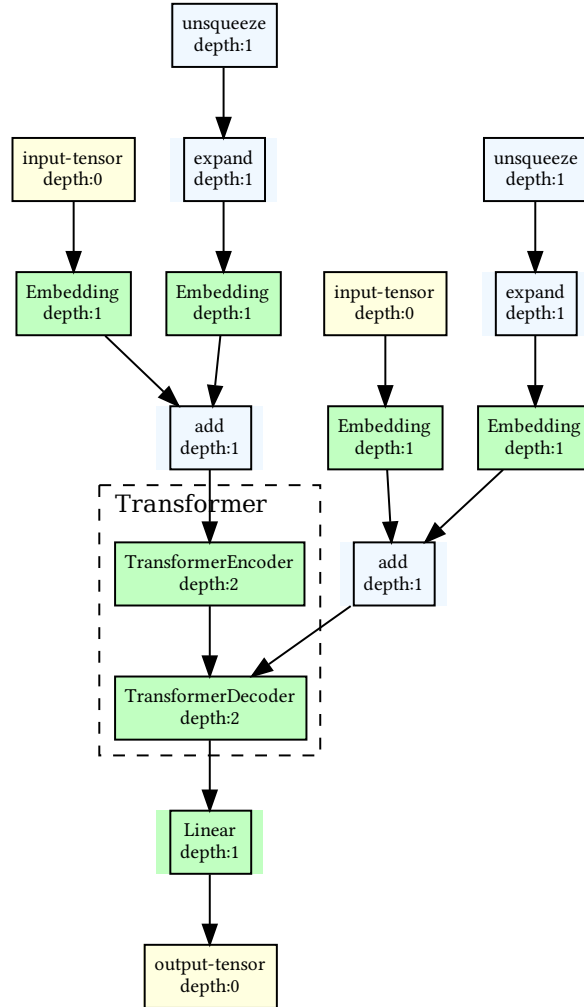 unsqueeze
depth:1
input-tensor
depth:0
expand
depth:1
unsqueeze
depth:1
Embedding
depth:1
Embedding
depth:1
input-tensor
depth:0
expand
depth:1
add
depth:1
Embedding
depth:1
Embedding
depth:1
Transformer
TransformerEncoder
depth:2
add
depth:1
TransformerDecoder
depth:2
Linear
depth:1
output-tensor
depth:0